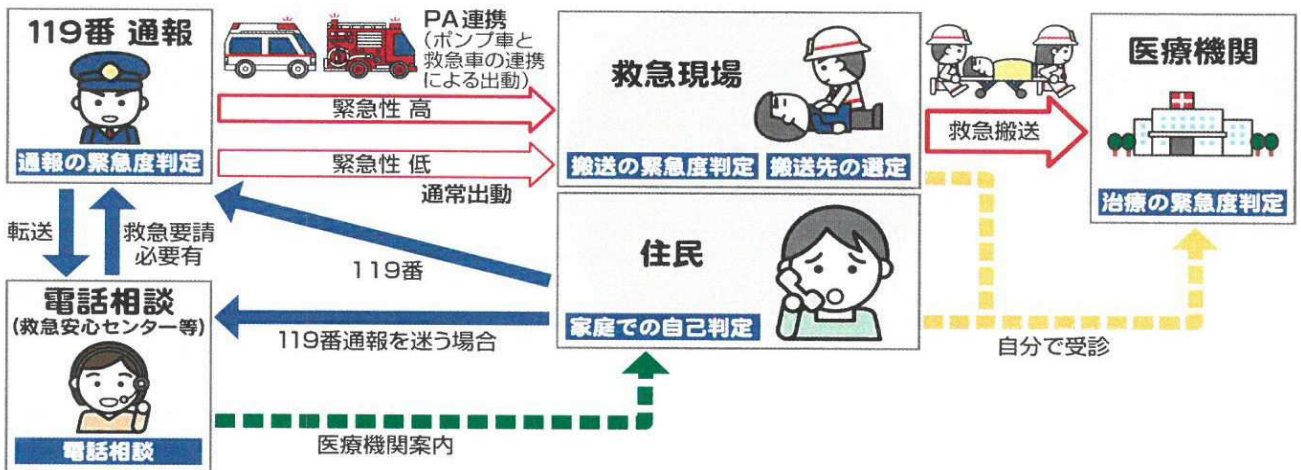 119番 通報
通報の緊急度判定
PA連携
(ポンプ車と
救急車の連携
による出動)
緊急性 高
緊急性 低
通常出動
救急現場
搬送の緊急度判定
搬送先の選定
救急搬送
医療機関
治療の緊急度判定
転送
救急要請
必要有
119番
住民
家庭での自己判定
電話相談
(救急安心センター等)
電話相談
119番通報を迷う場合
自分で受診
医療機関案内